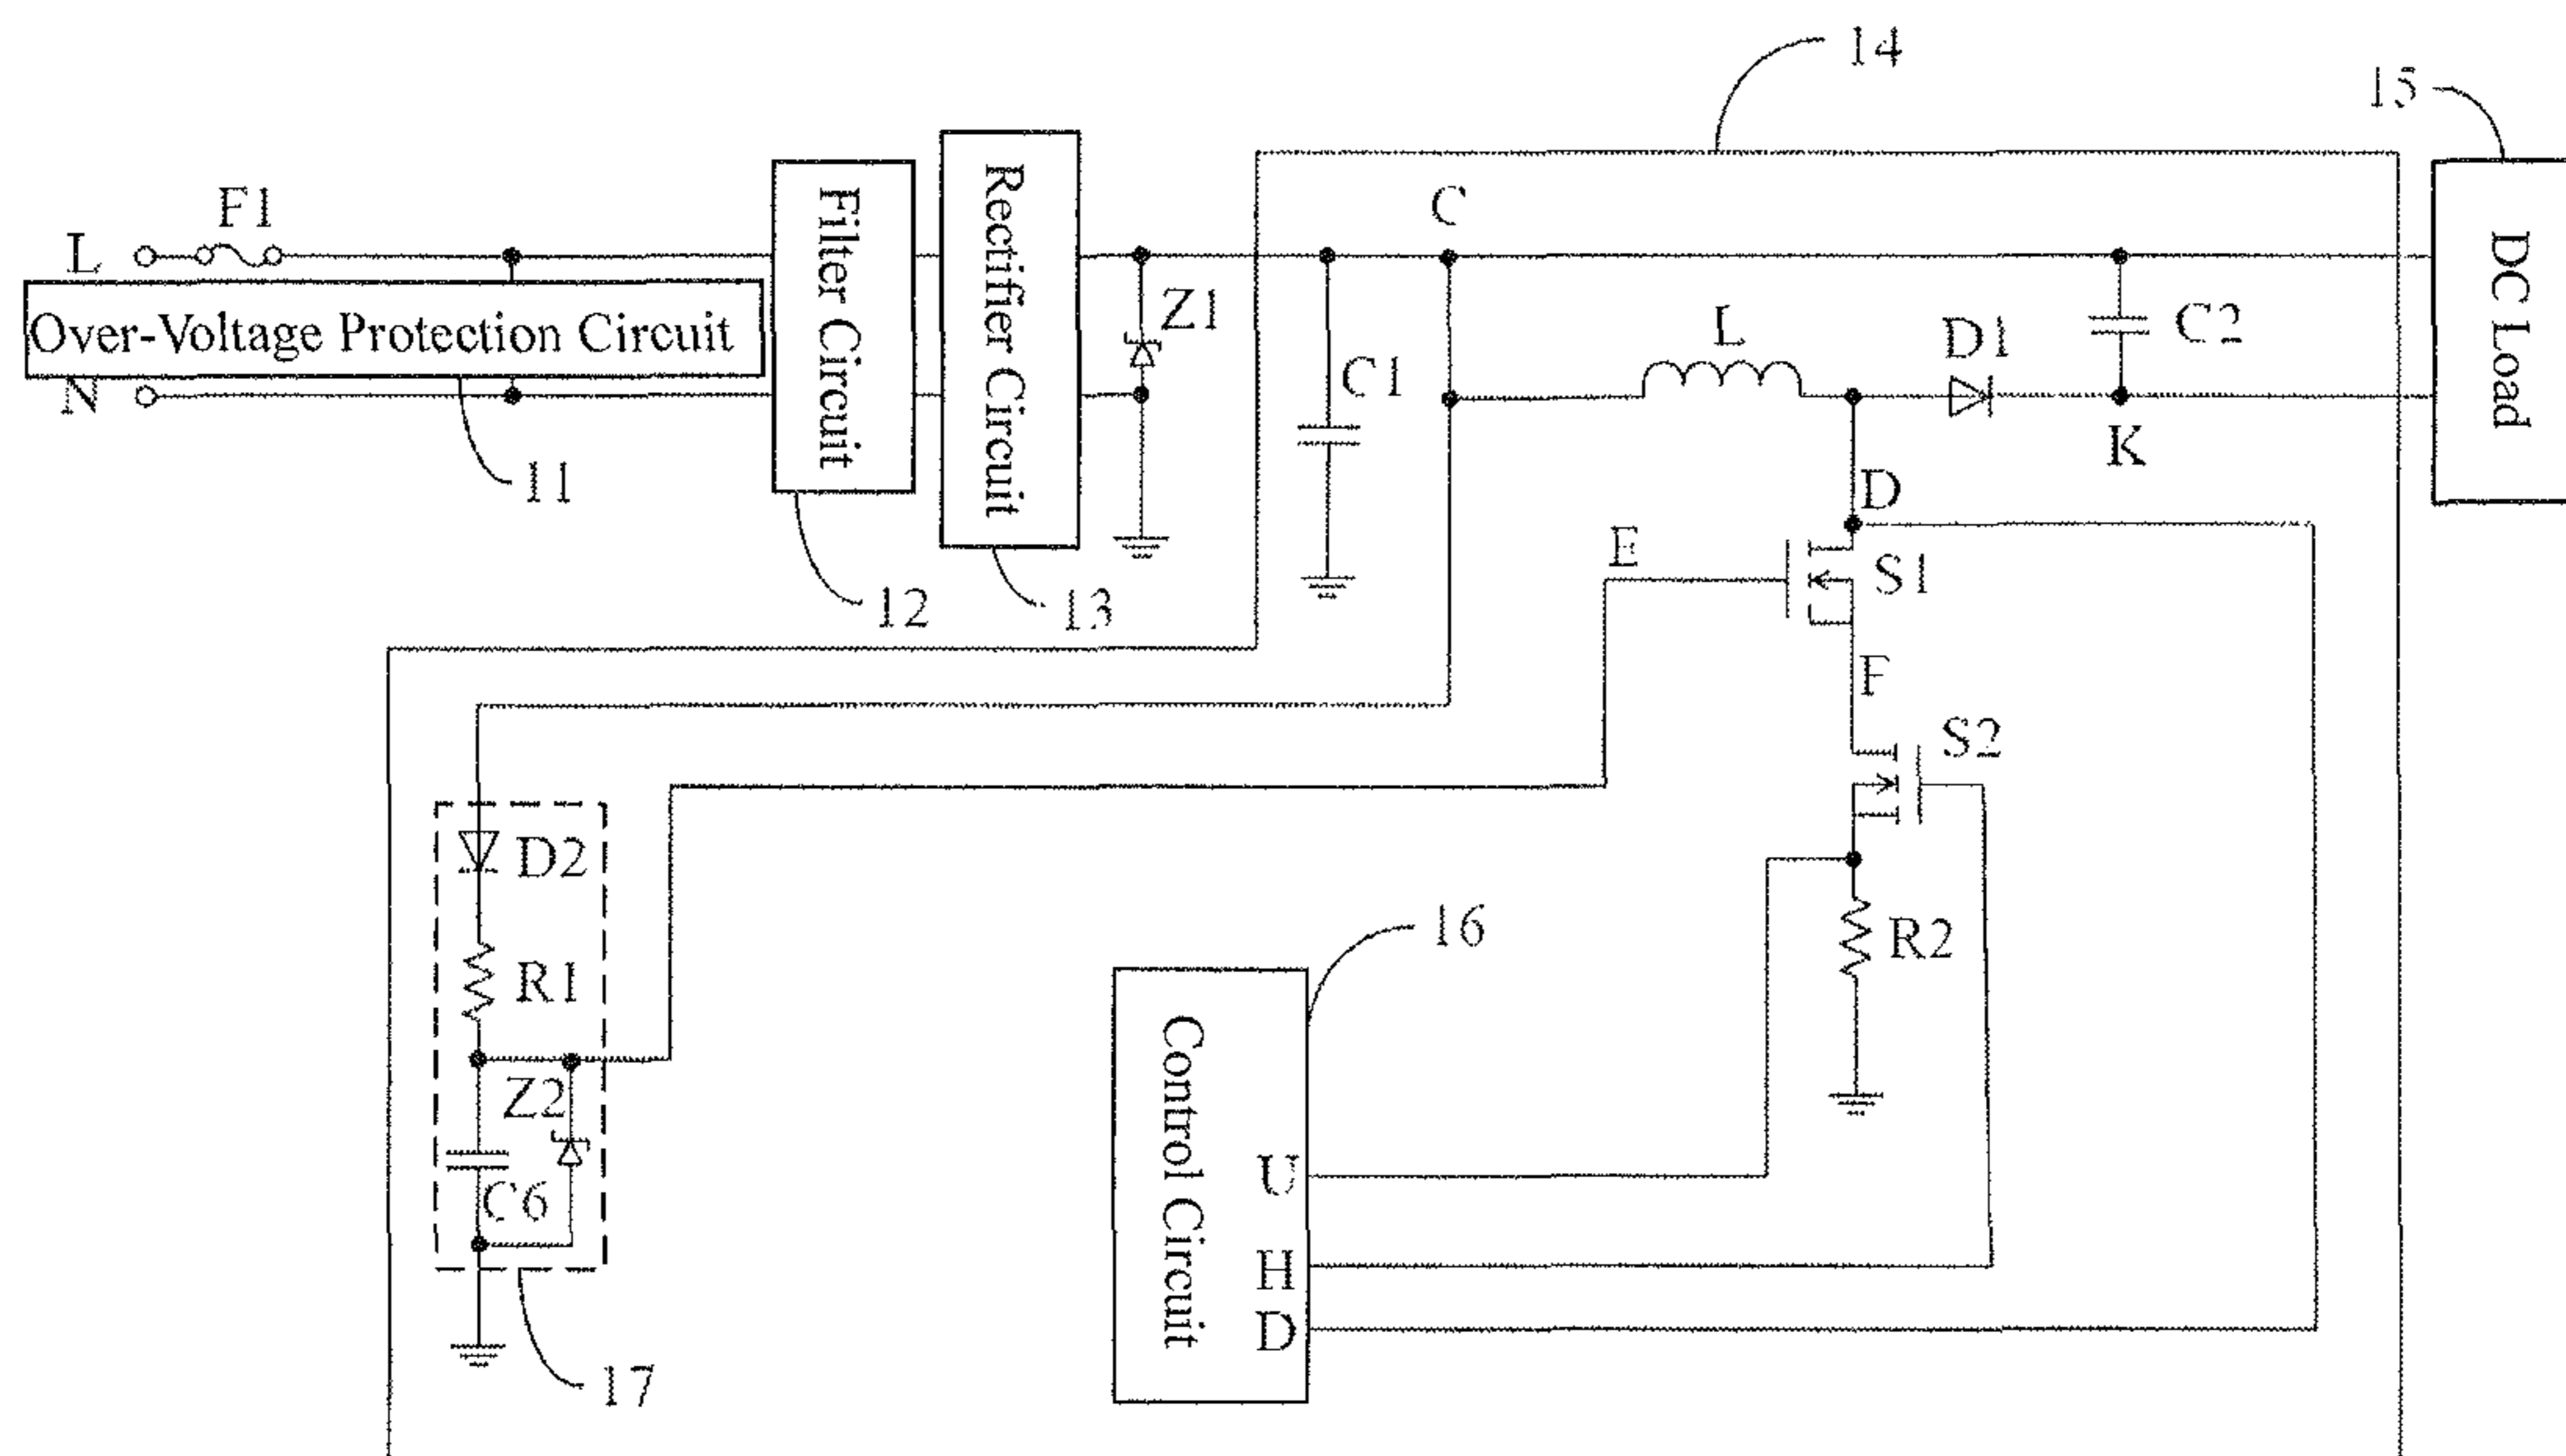 14
15
F1
L
Over-Voltage Protection Circuit
N
11
Filter Circuit
12
Rectifier Circuit
13
Z1
C
C1
L
D1
C2
K
DC Load
D
E
S1
F
S2
D2
R1
Z2
C6
17
16
R2
Control Circuit
U
H
D